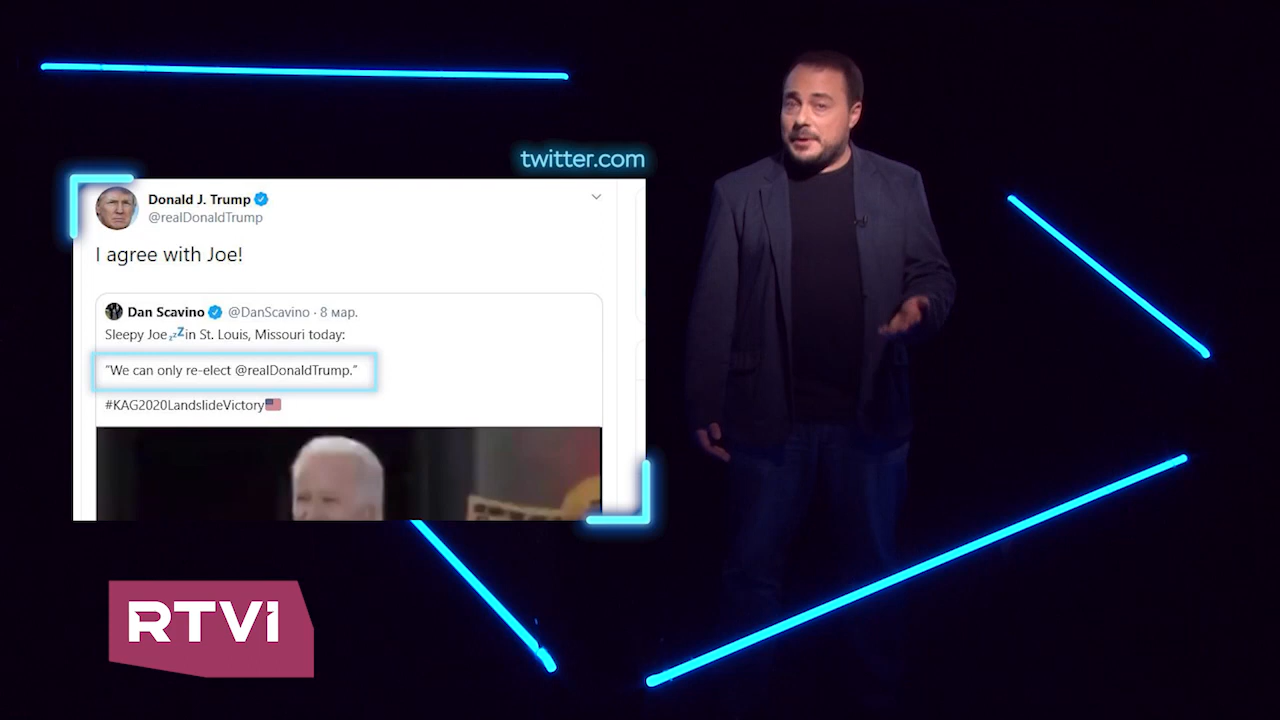 twitter.com
Donald J. Trump
@realDonaldTrump
I agree with Joe!
Dan Scavino @DanScavino · 8 мар.
Sleepy Joe💤in St. Louis, Missouri today:
“We can only re-elect @realDonaldTrump.”
#KAG2020LandslideVictory🇺🇸
RTVI